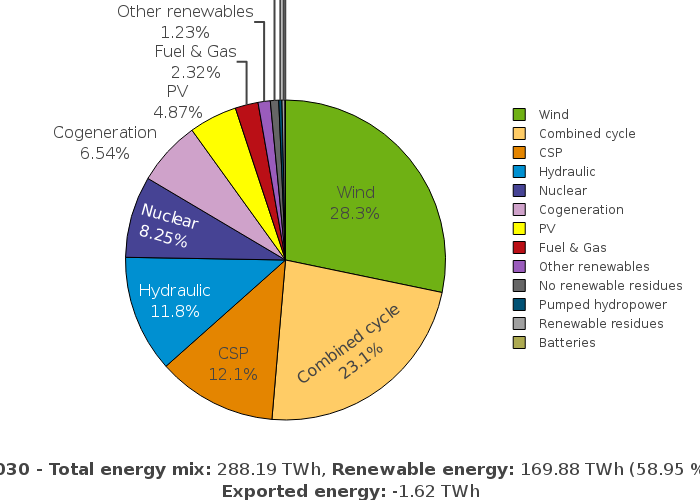 Other renewables
1.23%
Fuel & Gas
2.32%
PV
4.87%
Cogeneration
6.54%
Nuclear
8.25%
Hydraulic
11.8%
CSP
12.1%
Combined cycle
23.1%
Wind
28.3%
Wind
Combined cycle
CSP
Hydraulic
Nuclear
Cogeneration
PV
Fuel & Gas
Other renewables
No renewable residues
Pumped hydropower
Renewable residues
Batteries
030 - Total energy mix: 288.19 TWh, Renewable energy: 169.88 TWh (58.95 %
Exported energy: -1.62 TWh